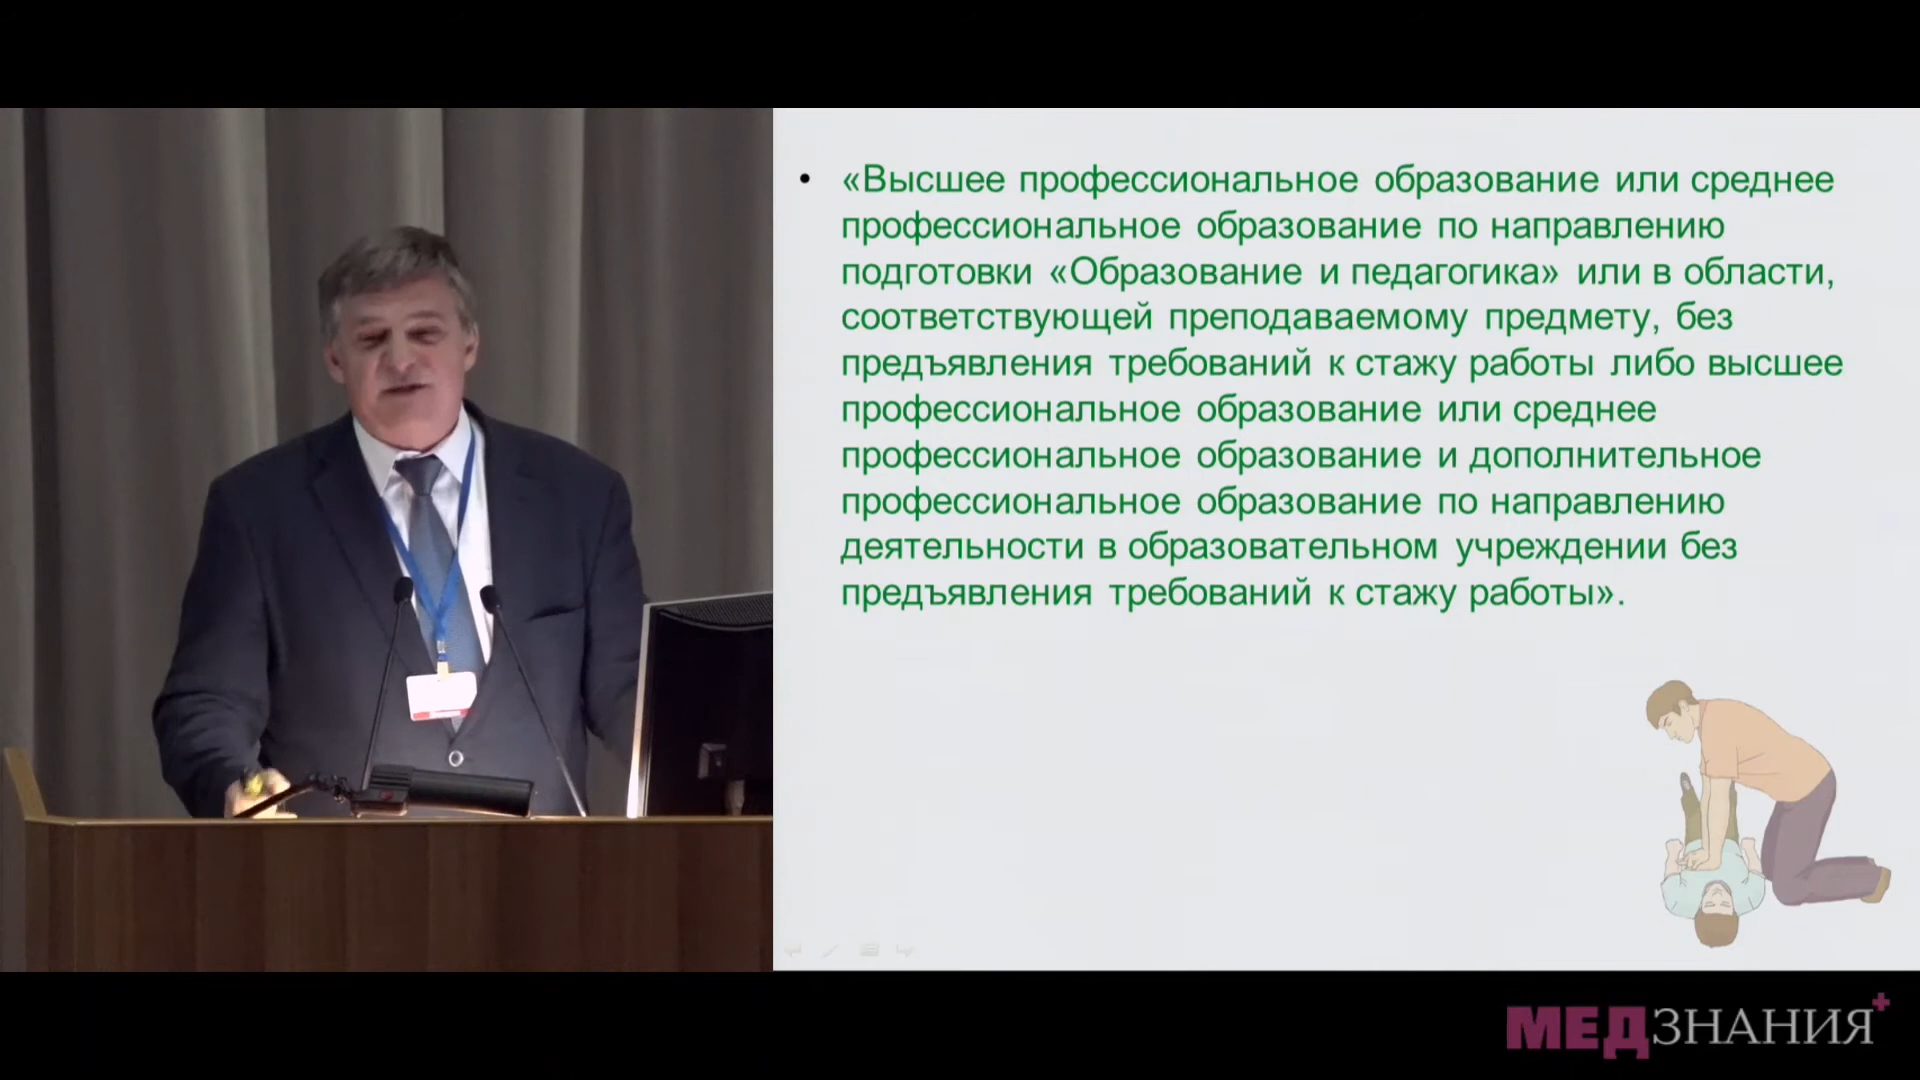 • «Высшее профессиональное образование или среднее
профессиональное образование по направлению
подготовки «Образование и педагогика» или в области,
соответствующей преподаваемому предмету, без
предъявления требований к стажу работы либо высшее
профессиональное образование или среднее
профессиональное образование и дополнительное
профессиональное образование по направлению
деятельности в образовательном учреждении без
предъявления требований к стажу работы».
МЕДЗНАНИЯ+